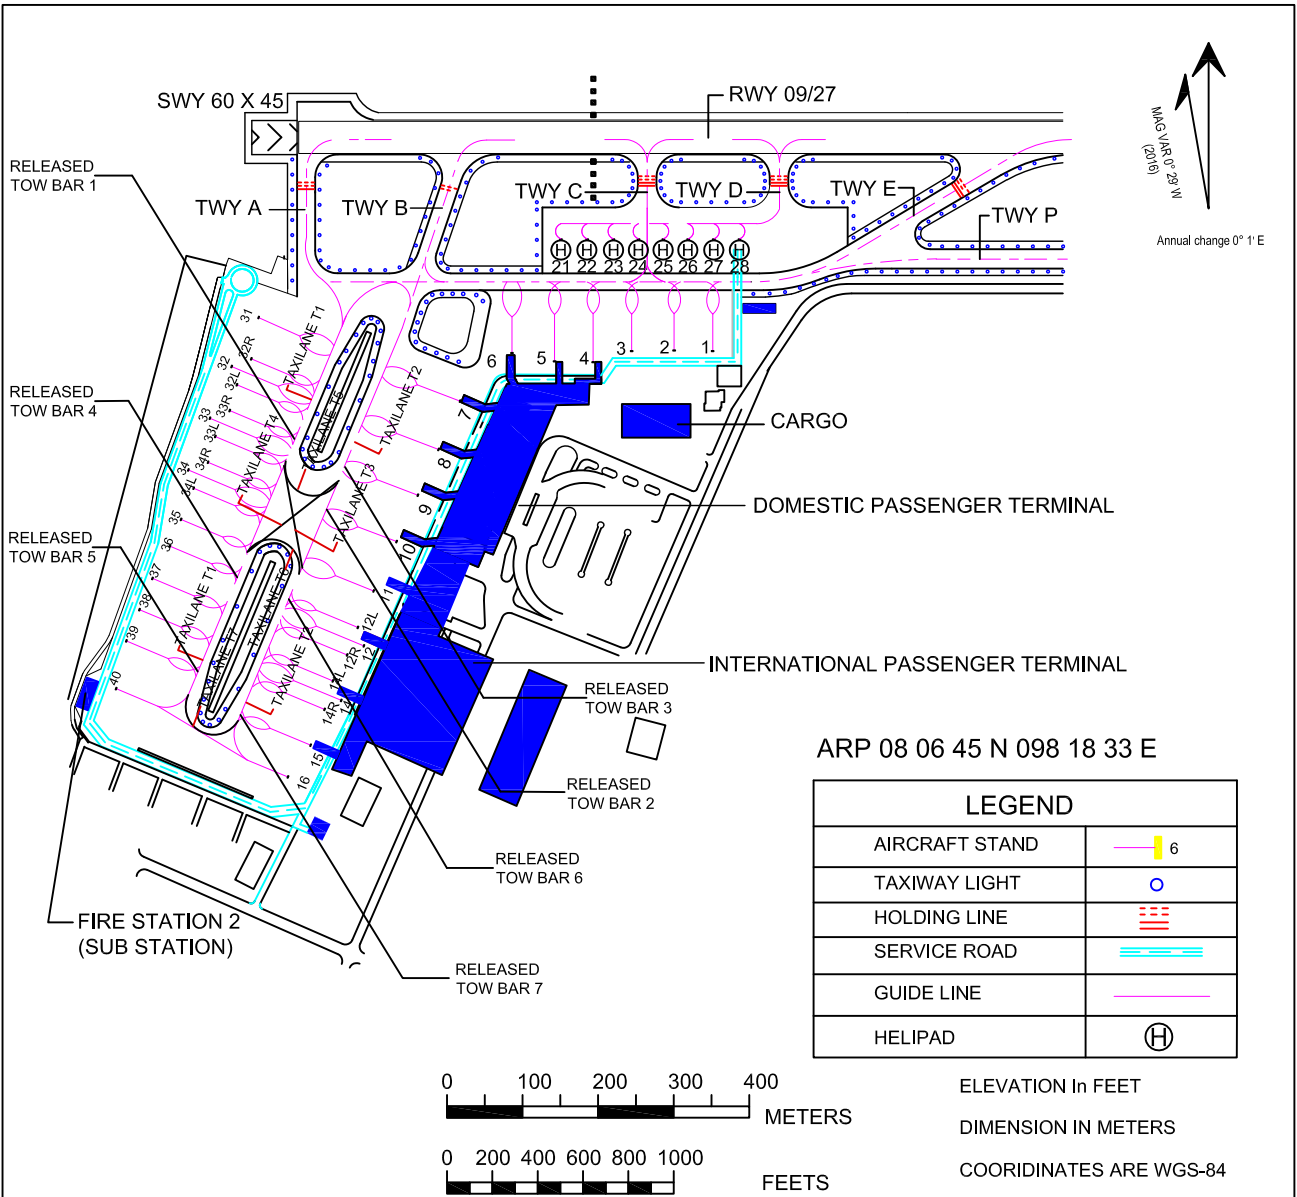 SWY 60 X 45
RWY 09/27
MAG VAR 0° 29' W
(2016)
Annual change 0° 1' E
RELEASED
TOW BAR 1
TWY A
TWY B
TWY C
TWY D
TWY E
TWY P
21
22
23
24
25
26
27
28
31
TAXILANE T1
32R
32
32L
33R
33
33L
34R
34
34L
35
36
37
38
39
40
6
5
4
3
2
1
TAXILANE T2
TAXILANE T5
7
8
9
10
RELEASED
TOW BAR 4
TAXILANE T4
TAXILANE T3
CARGO
DOMESTIC PASSENGER TERMINAL
RELEASED
TOW BAR 5
TAXILANE T1
TAXILANE T6
TAXILANE T7
TAXILANE T2
11
12L
12R
12
14L
14R
14
15
16
INTERNATIONAL PASSENGER TERMINAL
RELEASED
TOW BAR 3
RELEASED
TOW BAR 2
RELEASED
TOW BAR 6
RELEASED
TOW BAR 7
FIRE STATION 2
(SUB STATION)
ARP 08 06 45 N 098 18 33 E
LEGEND
AIRCRAFT STAND 6
TAXIWAY LIGHT
HOLDING LINE
SERVICE ROAD
GUIDE LINE
HELIPAD H
0 100 200 300 400
METERS
0 200 400 600 800 1000
FEETS
ELEVATION In FEET
DIMENSION IN METERS
COORIDINATES ARE WGS-84